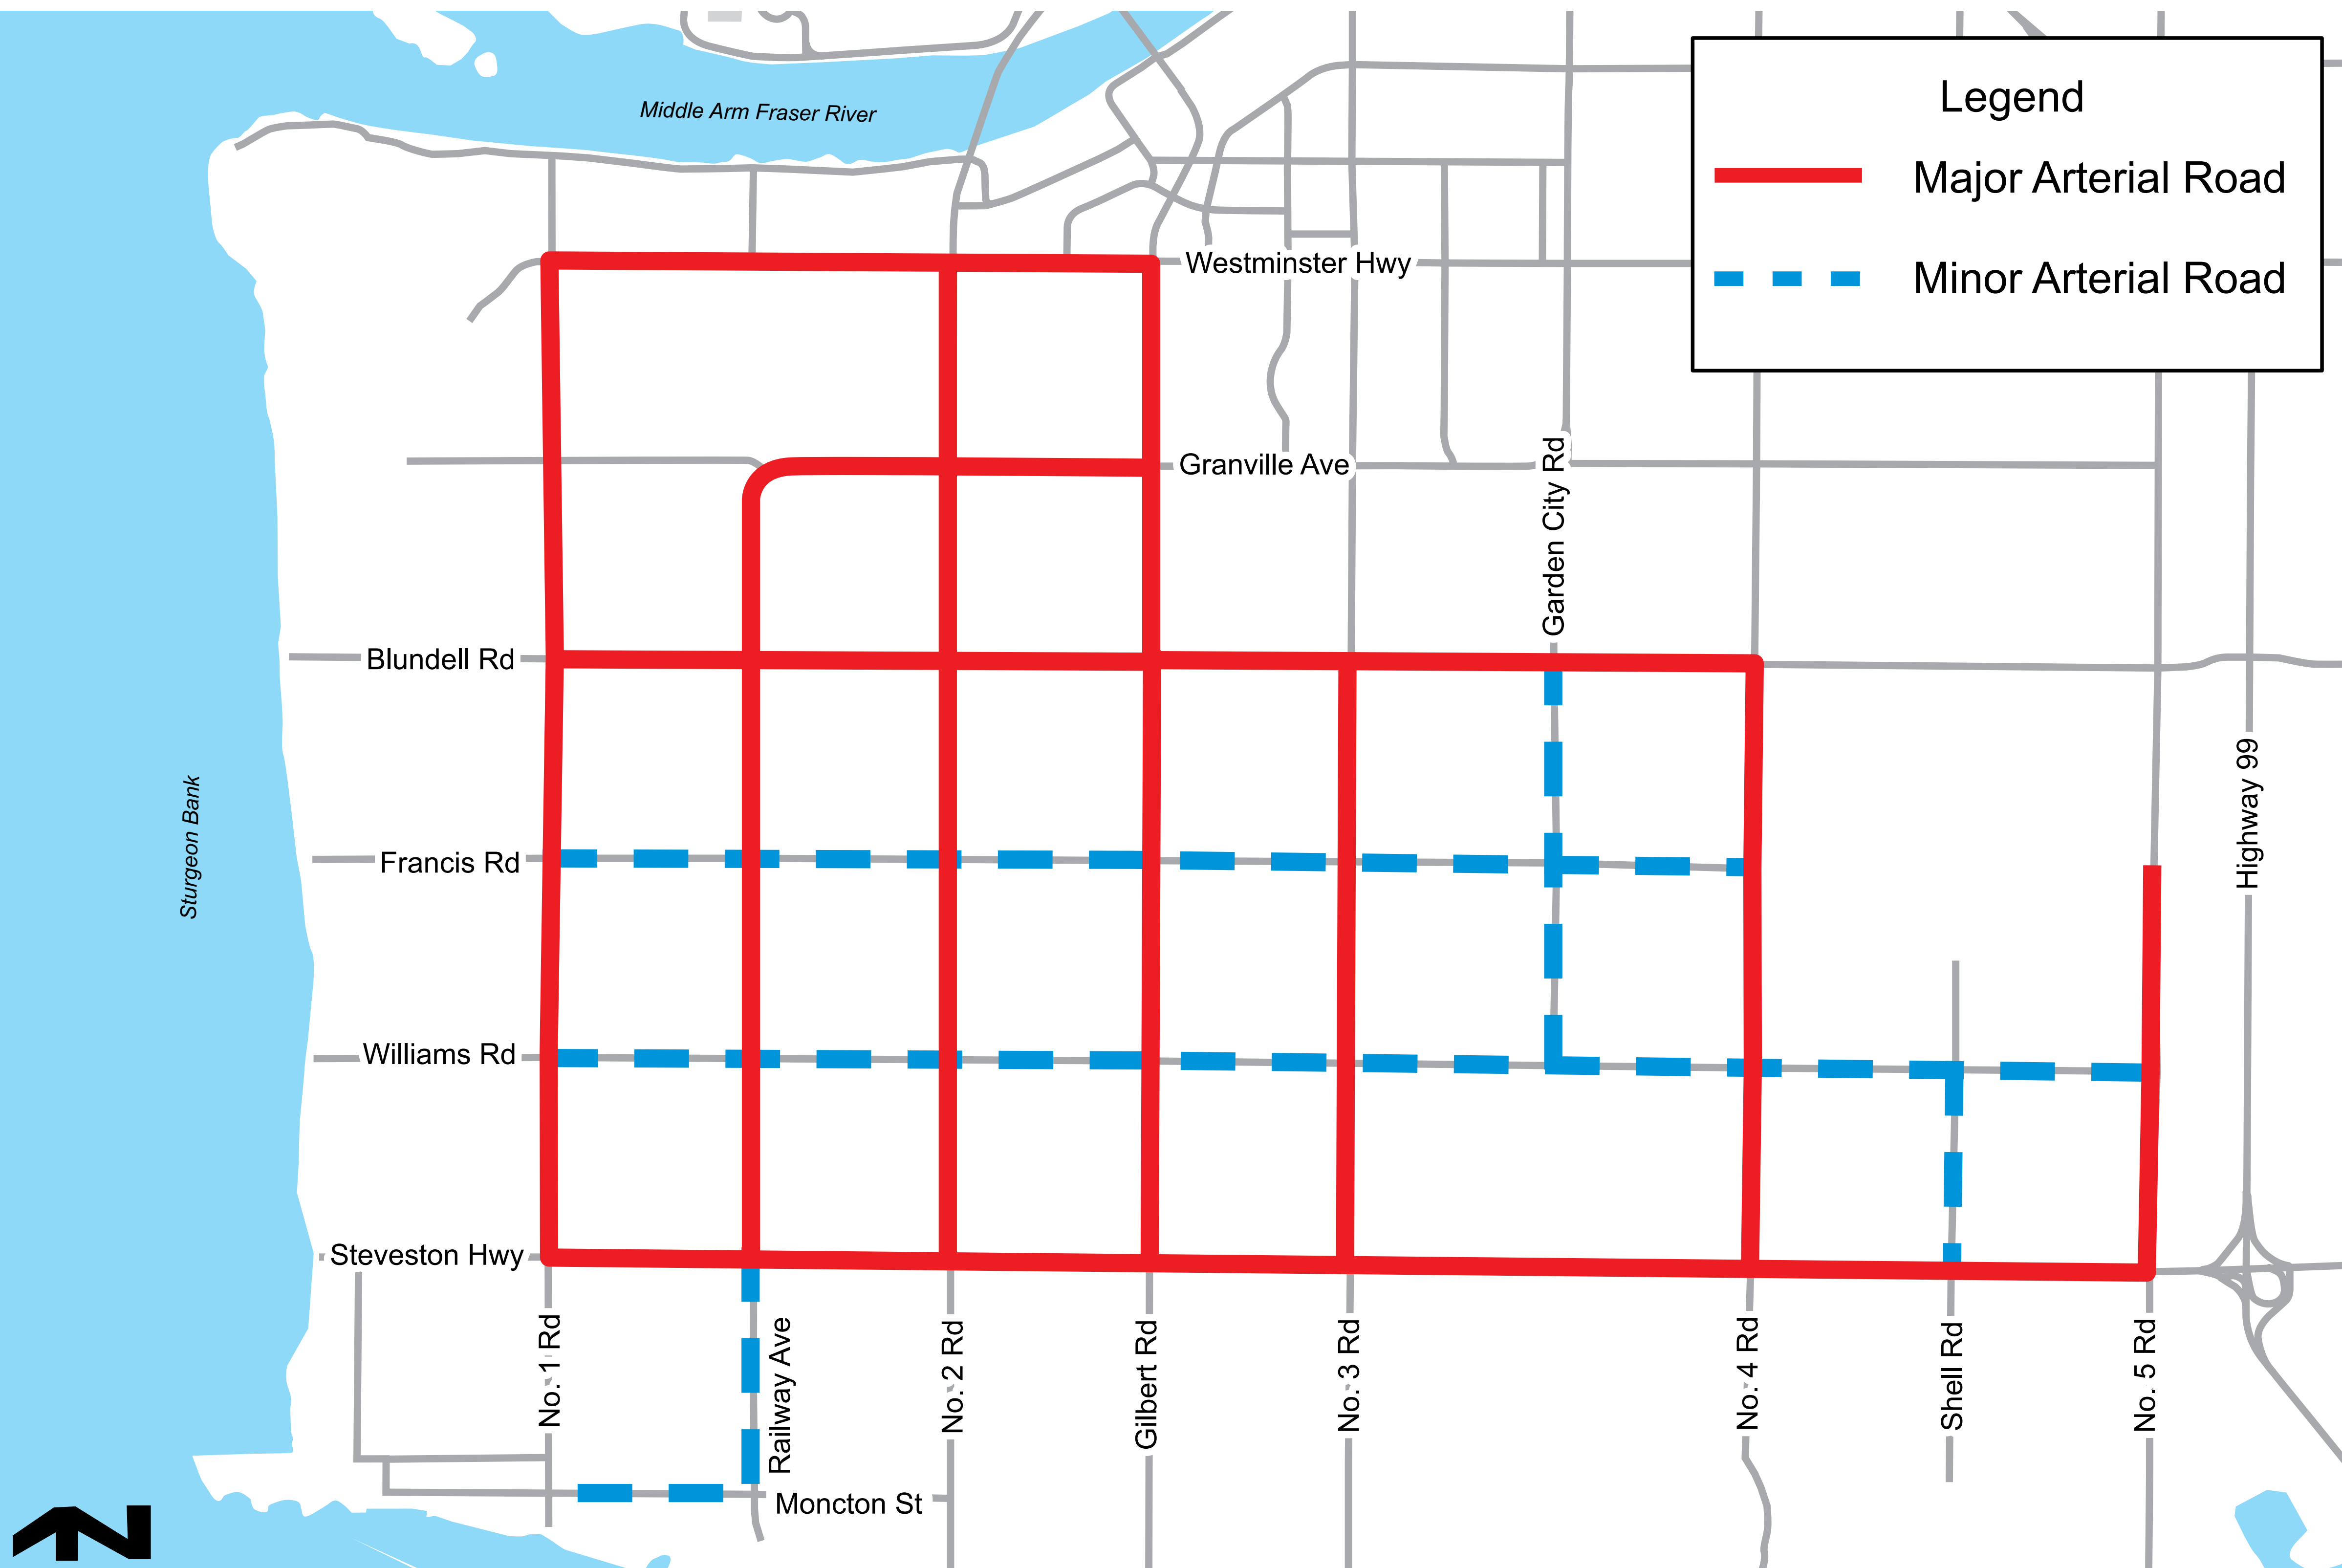 Middle Arm Fraser River
Legend
Major Arterial Road
Minor Arterial Road
Westminster Hwy
Granville Ave
Garden City Rd
Blundell Rd
Highway 99
Sturgeon Bank
Francis Rd
Williams Rd
Steveston Hwy
No. 1 Rd
Railway Ave
No. 2 Rd
Gilbert Rd
No. 3 Rd
No. 4 Rd
Shell Rd
No. 5 Rd
Moncton St
N